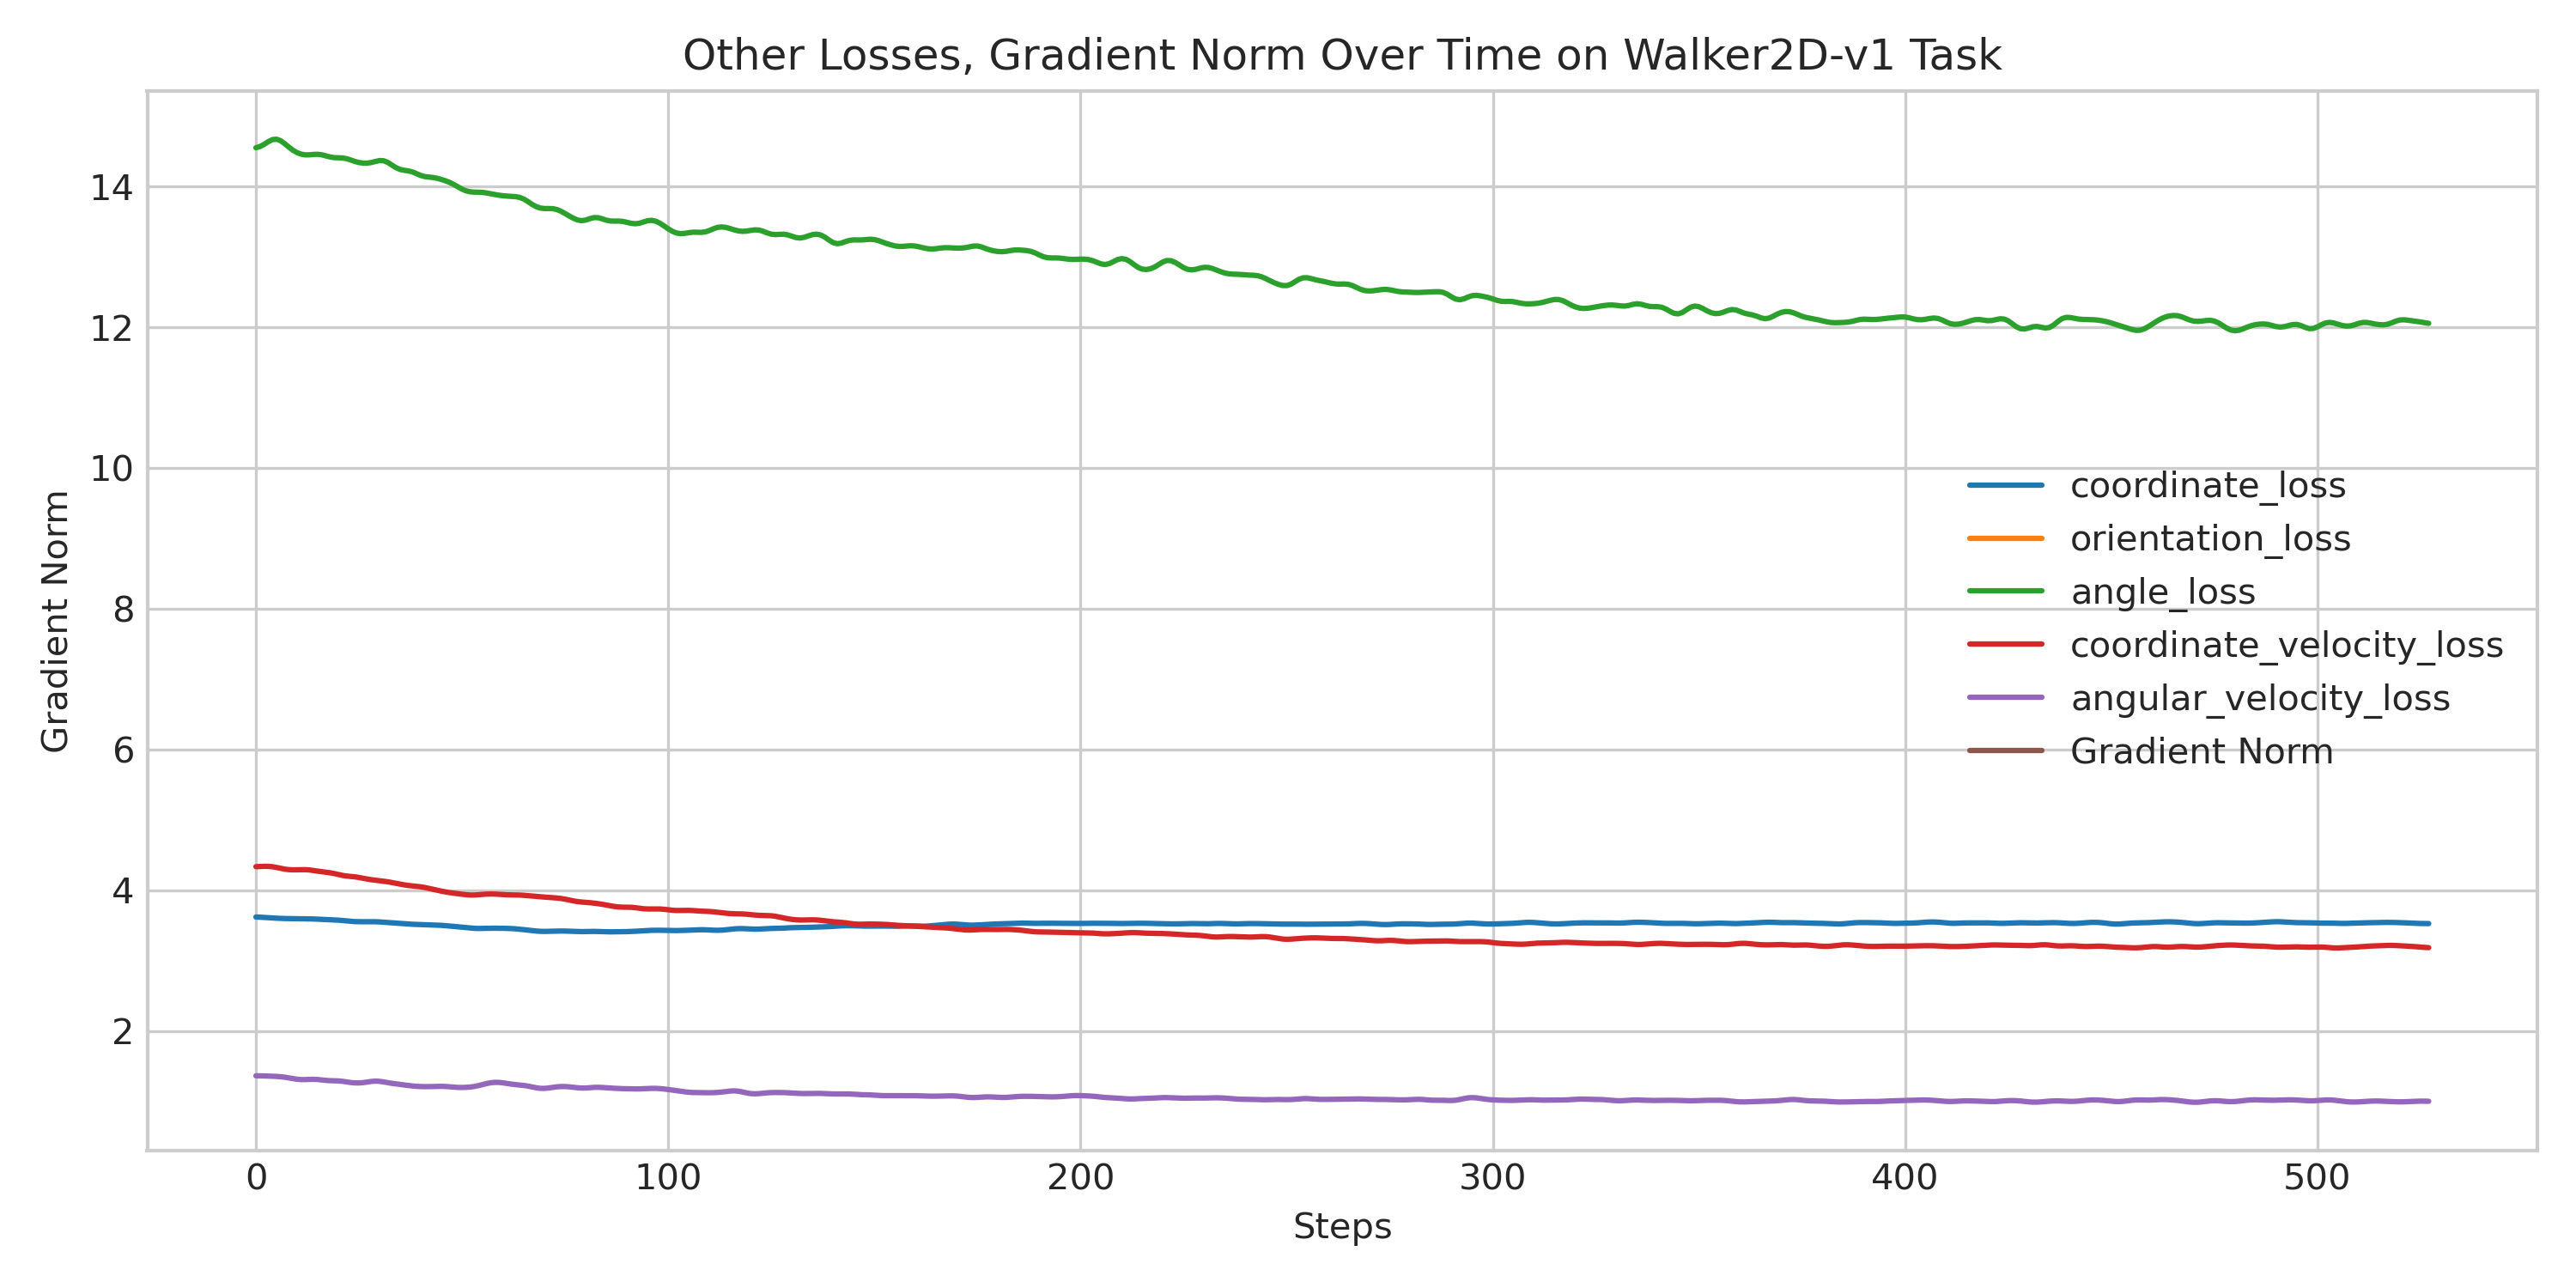 Other Losses, Gradient Norm Over Time on Walker2D-v1 Task
Gradient Norm
14
12
10
8
6
4
2
coordinate_loss
orientation_loss
angle_loss
coordinate_velocity_loss
angular_velocity_loss
Gradient Norm
0 100 200 300 400 500
Steps